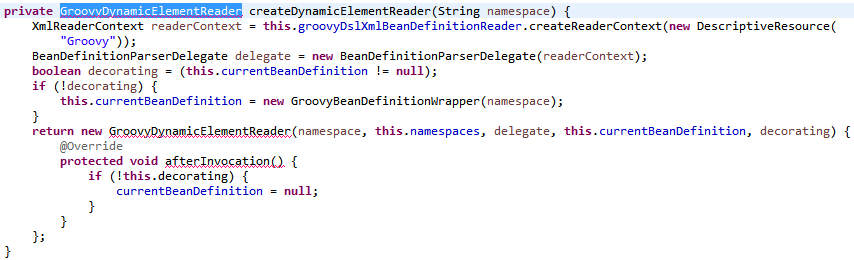 private GroovyDynamicElementReader createDynamicElementReader(String namespace) {
XmlReaderContext readerContext = this.groovyDslXmlBeanDefinitionReader.createReaderContext(new DescriptiveResource(
"Groovy"));
BeanDefinitionParserDelegate delegate = new BeanDefinitionParserDelegate(readerContext);
boolean decorating = (this.currentBeanDefinition != null);
if (!decorating) {
this.currentBeanDefinition = new GroovyBeanDefinitionWrapper(namespace);
}
return new GroovyDynamicElementReader(namespace, this.namespaces, delegate, this.currentBeanDefinition, decorating) {
@Override
protected void afterInvocation() {
if (!this.decorating) {
currentBeanDefinition = null;
}
}
};
}